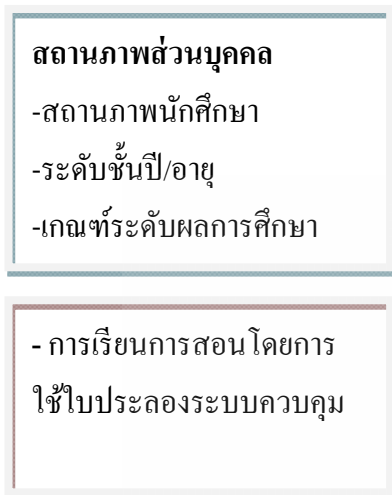 สถานภาพส่วนบุคคล
-สถานภาพนักศึกษา
-ระดับชั้นปี/อายุ
-เกณฑ์ระดับผลการศึกษา
- การเรียนการสอนโดยการ
ใช้ใบประลองระบบควบคุม